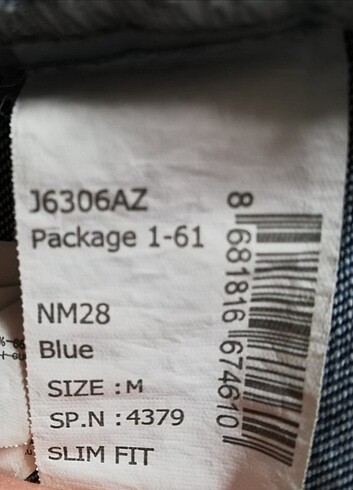 J6306AZ
Package 1-61
NM28
Blue
SIZE : M
SP.N : 4379
SLIM FIT
8 681816 674610